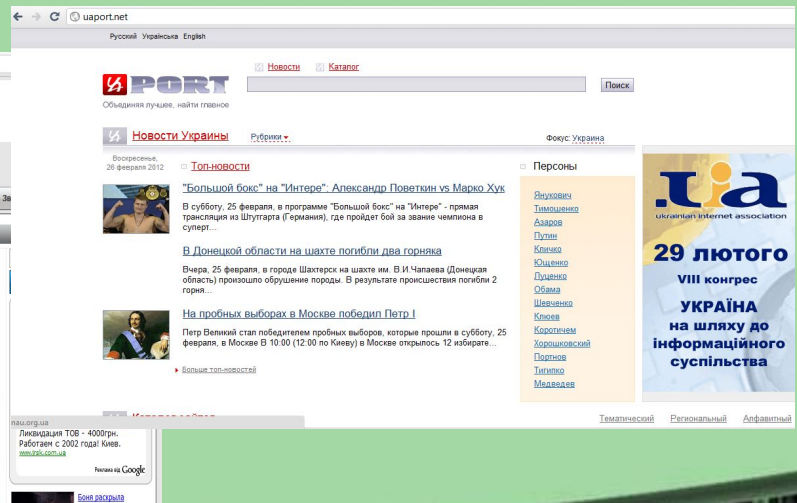 uaport.net
Русский Українська English
Новости Каталог
PORT
Поиск
Объединяя лучшее, найти главное
Новости Украины Рубрики
Фокус: Украина
Воскресенье,
26 февраля 2012
Топ-новости
"Большой бокс" на "Интере": Александр Поветкин vs Марко Хук
В субботу, 25 февраля, в программе "Большой бокс" на "Интере" - прямая
трансляция из Штутгарта (Германия), где пройдет бой за звание чемпиона в
суперт...
В Донецкой области на шахте погибли два горняка
Вчера, 25 февраля, в городе Шахтерск на шахте им. В.И.Чапаева (Донецкая
область) произошло обрушение породы. В результате происшествия погибли 2
горня...
На пробных выборах в Москве победил Петр I
Петр Великий стал победителем пробных выборов, которые прошли в субботу, 25
февраля, в Москве В 10:00 (12:00 по Киеву) в Москве открылось 12 избирате...
Больше топ-новостей
Персоны
Янукович
Тимошенко
Азаров
Путин
Кличко
Ющенко
Луценко
Обама
Шевченко
Клюев
Коротичем
Хорошковский
Портнов
Тигипко
Медведев
ua
ukrainian internet association
29 лютого
VIII конгрес
УКРАЇНА
на шляху до
інформаційного
суспільства
Тематический Региональный Алфавитный
nau.org.ua
Ликвидация ТОВ - 4000грн.
Работаем с 2002 года! Киев.
www.irsk.com.ua
Реклама від Google
Боня раскрыла